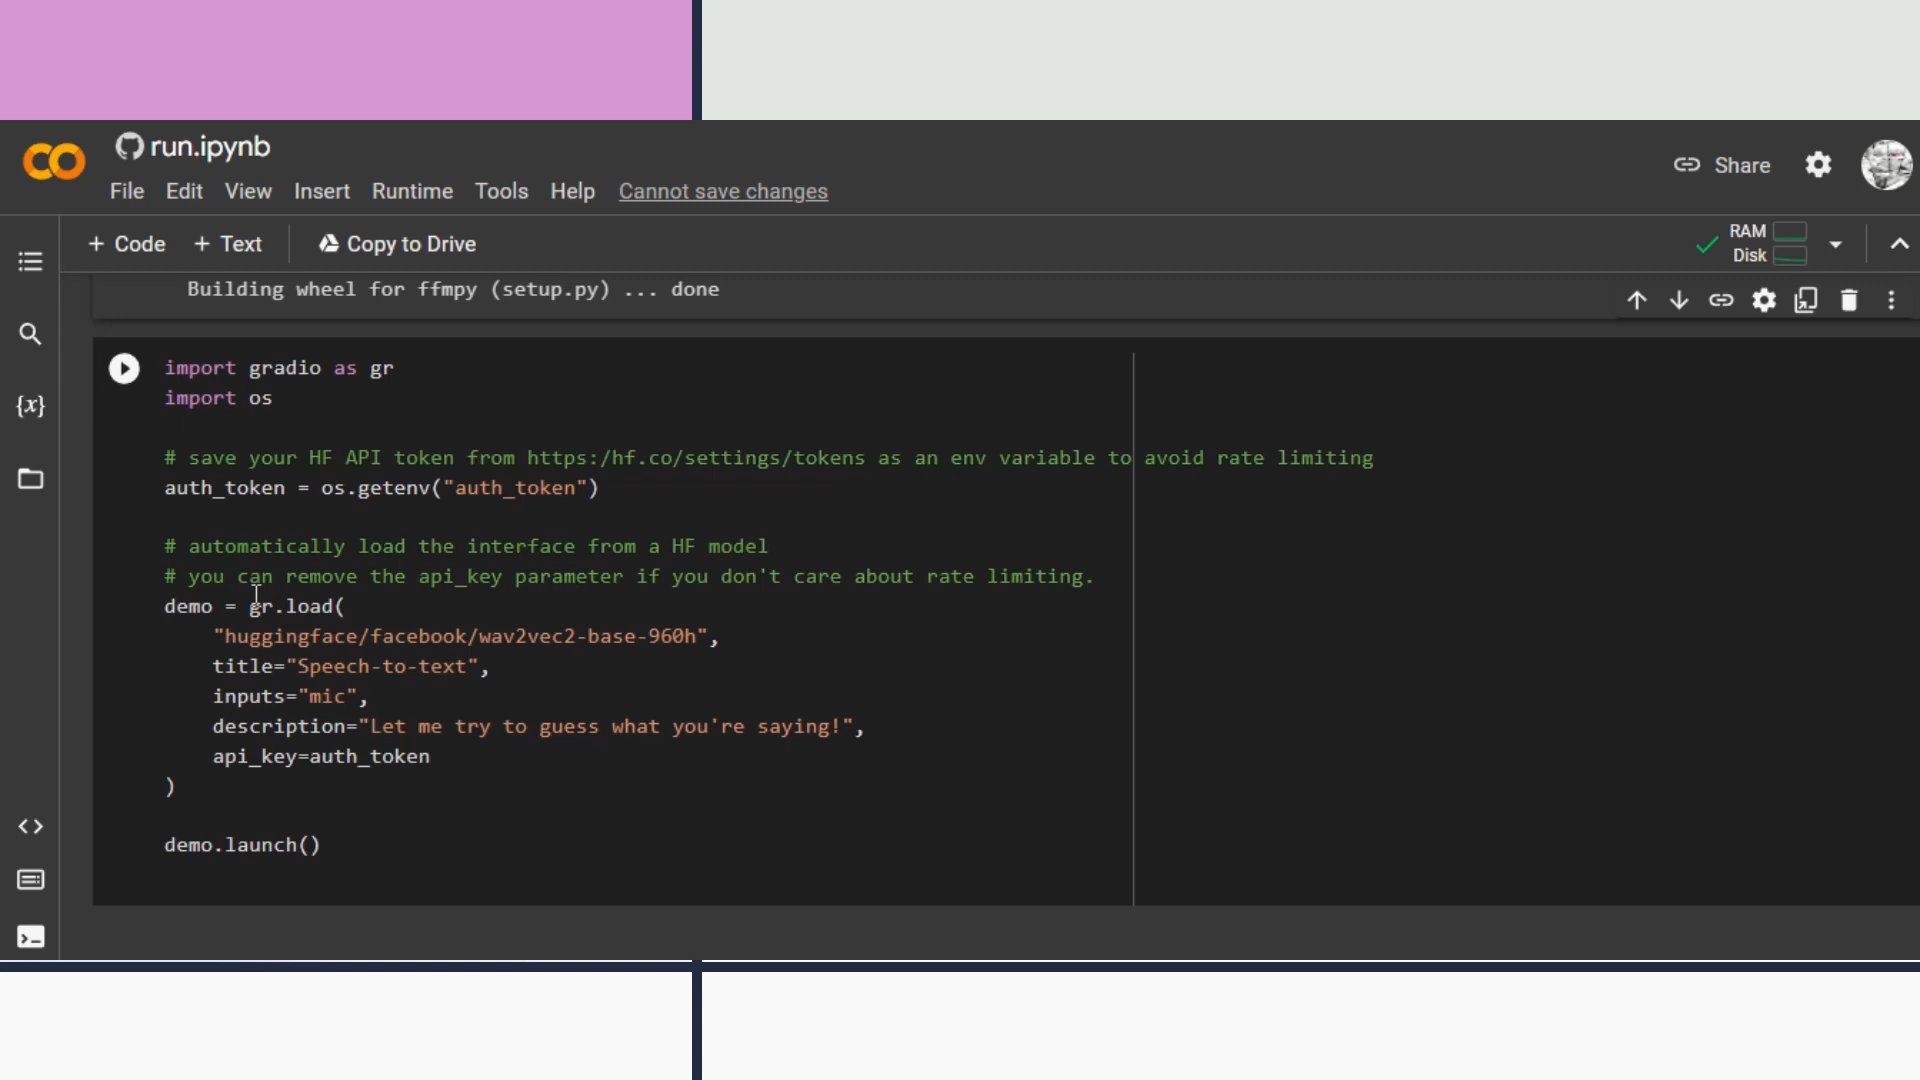 run.ipynb
File Edit View Insert Runtime Tools Help Cannot save changes
Share
+ Code + Text Copy to Drive
RAM
Disk
Building wheel for ffmpy (setup.py) ... done
{x}
import gradio as gr
import os
# save your HF API token from https:/hf.co/settings/tokens as an env variable to avoid rate limiting
auth_token = os.getenv("auth_token")
# automatically load the interface from a HF model
# you can remove the api_key parameter if you don't care about rate limiting.
demo = gr.load(
"huggingface/facebook/wav2vec2-base-960h",
title="Speech-to-text",
inputs="mic",
description="Let me try to guess what you're saying!",
api_key=auth_token
)
demo.launch()